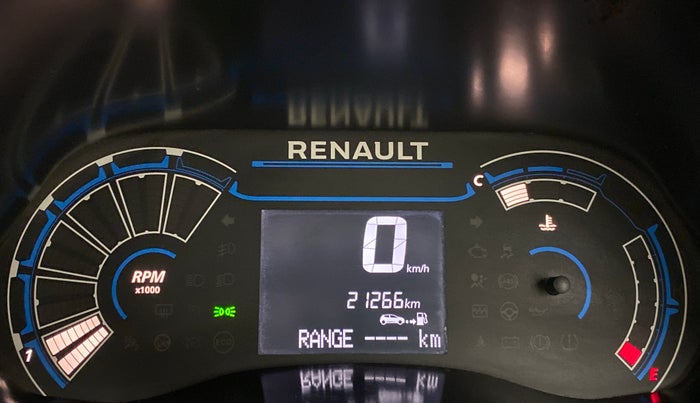 RENAULT
C
0 km/h
RPM
x1000
21266km
RANGE ---- km
1
E